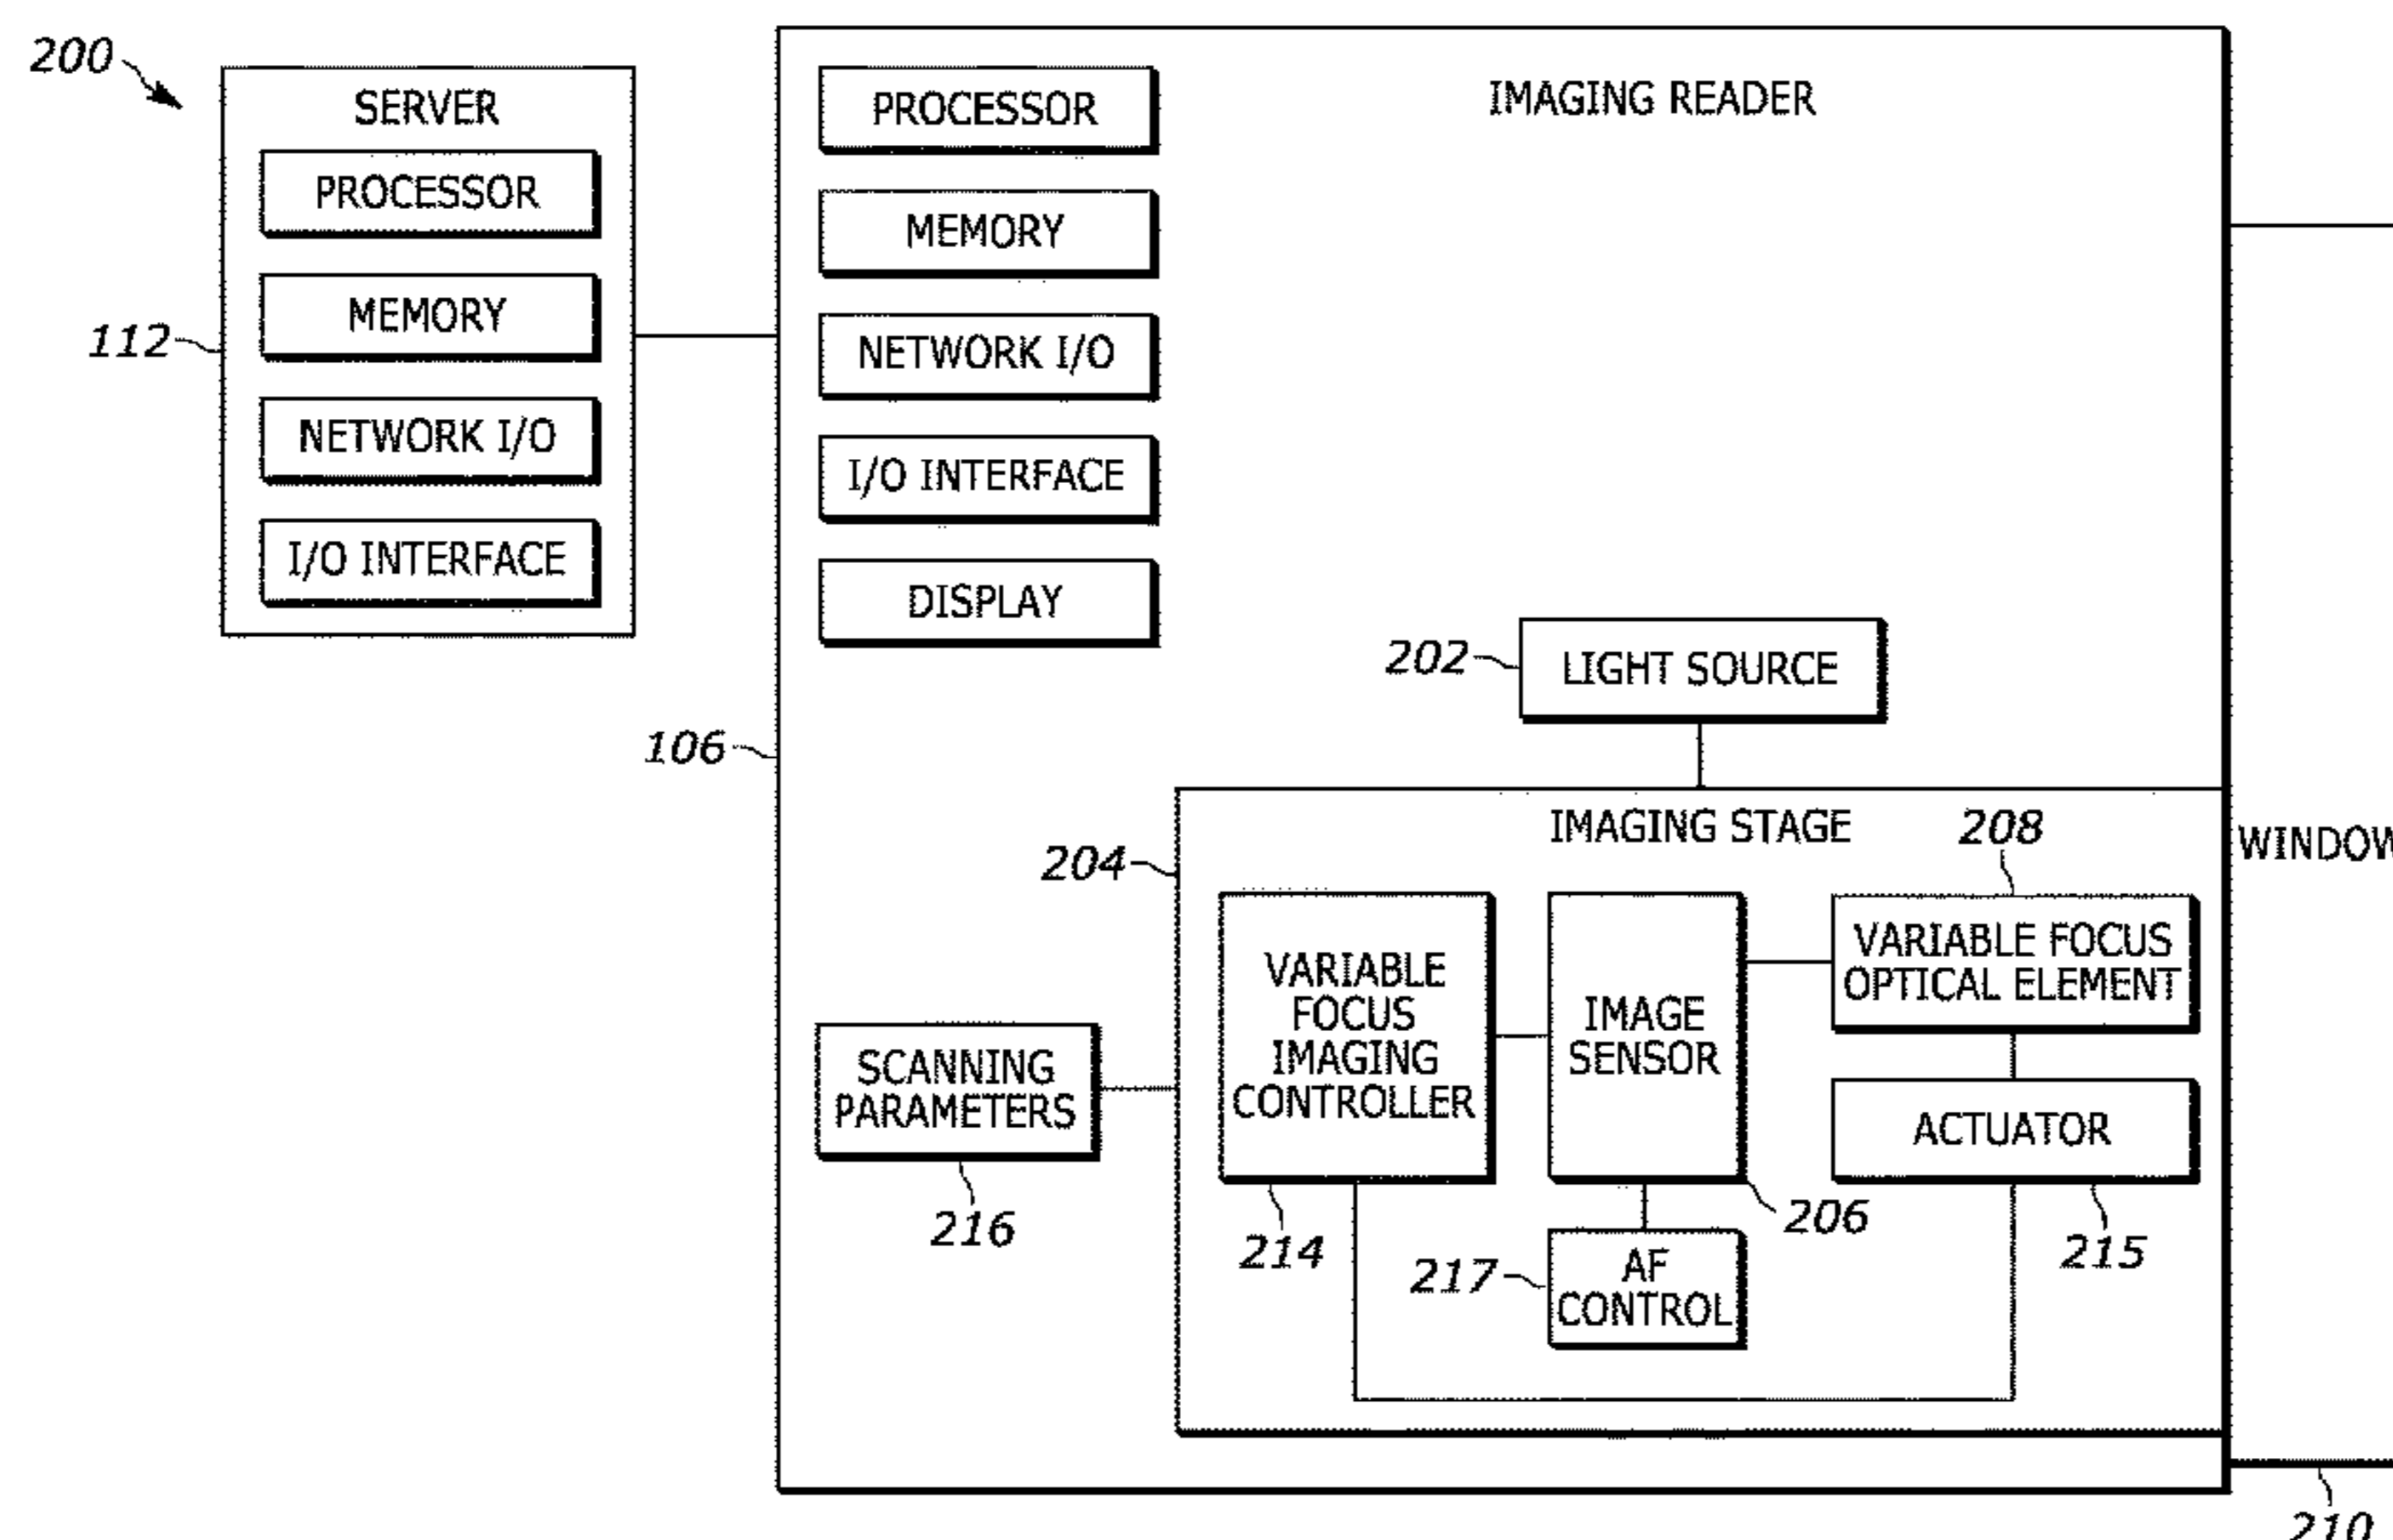 200
SERVER
PROCESSOR
MEMORY
NETWORK I/O
I/O INTERFACE
112
IMAGING READER
PROCESSOR
MEMORY
NETWORK I/O
I/O INTERFACE
DISPLAY
106
202
LIGHT SOURCE
IMAGING STAGE
204
208
WINDOW
VARIABLE
FOCUS
IMAGING
CONTROLLER
IMAGE
SENSOR
VARIABLE FOCUS
OPTICAL ELEMENT
SCANNING
PARAMETERS
ACTUATOR
216
214
206
215
217
AF
CONTROL
210